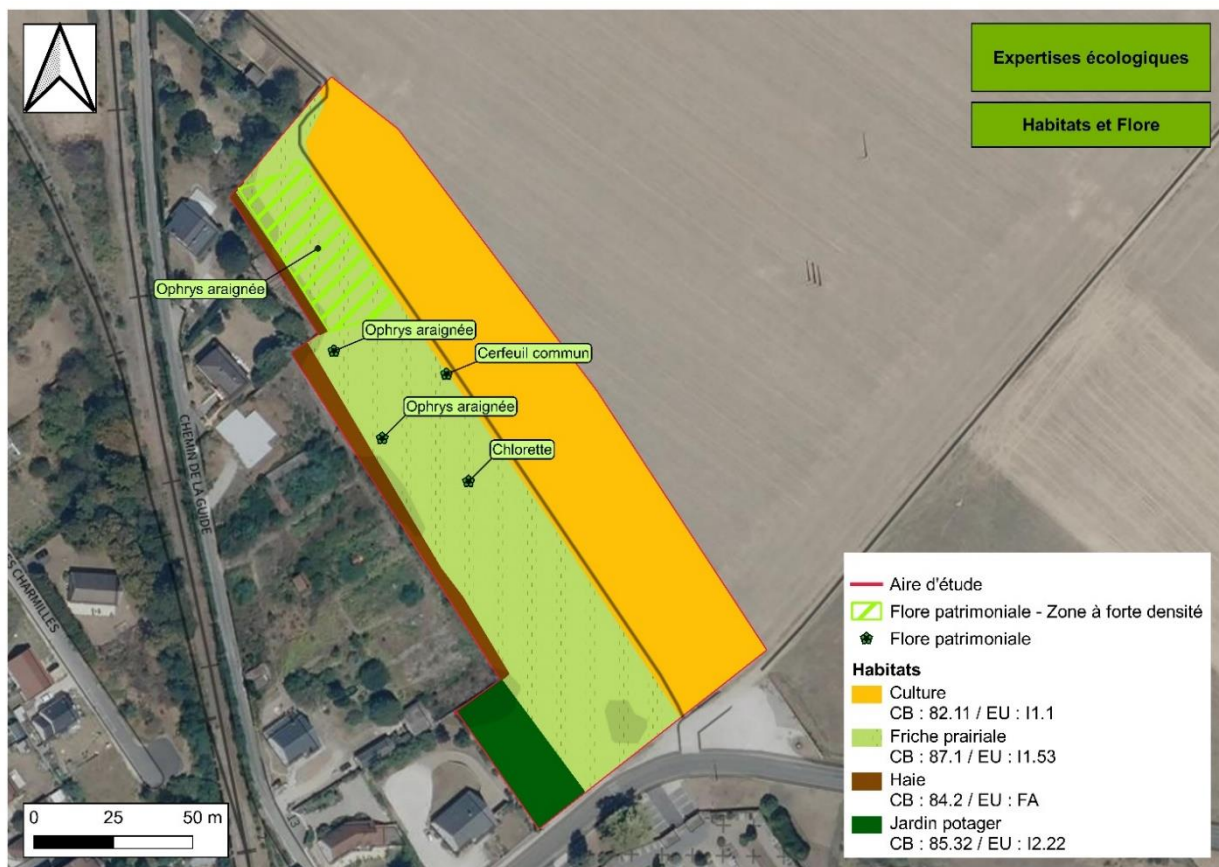 Expertises écologiques
Habitats et Flore
Ophrys araignée
Ophrys araignée
Cerfeuil commun
Ophrys araignée
Chlorette
CHEMIN DE LA GUIDE
S CHARMILLES
13
Aire d'étude
Flore patrimoniale - Zone à forte densité
Flore patrimoniale
Habitats
Culture
CB : 82.11 / EU : I1.1
Friche prairiale
CB : 87.1 / EU : I1.53
Haie
CB : 84.2 / EU : FA
Jardin potager
CB : 85.32 / EU : I2.22
0 25 50 m